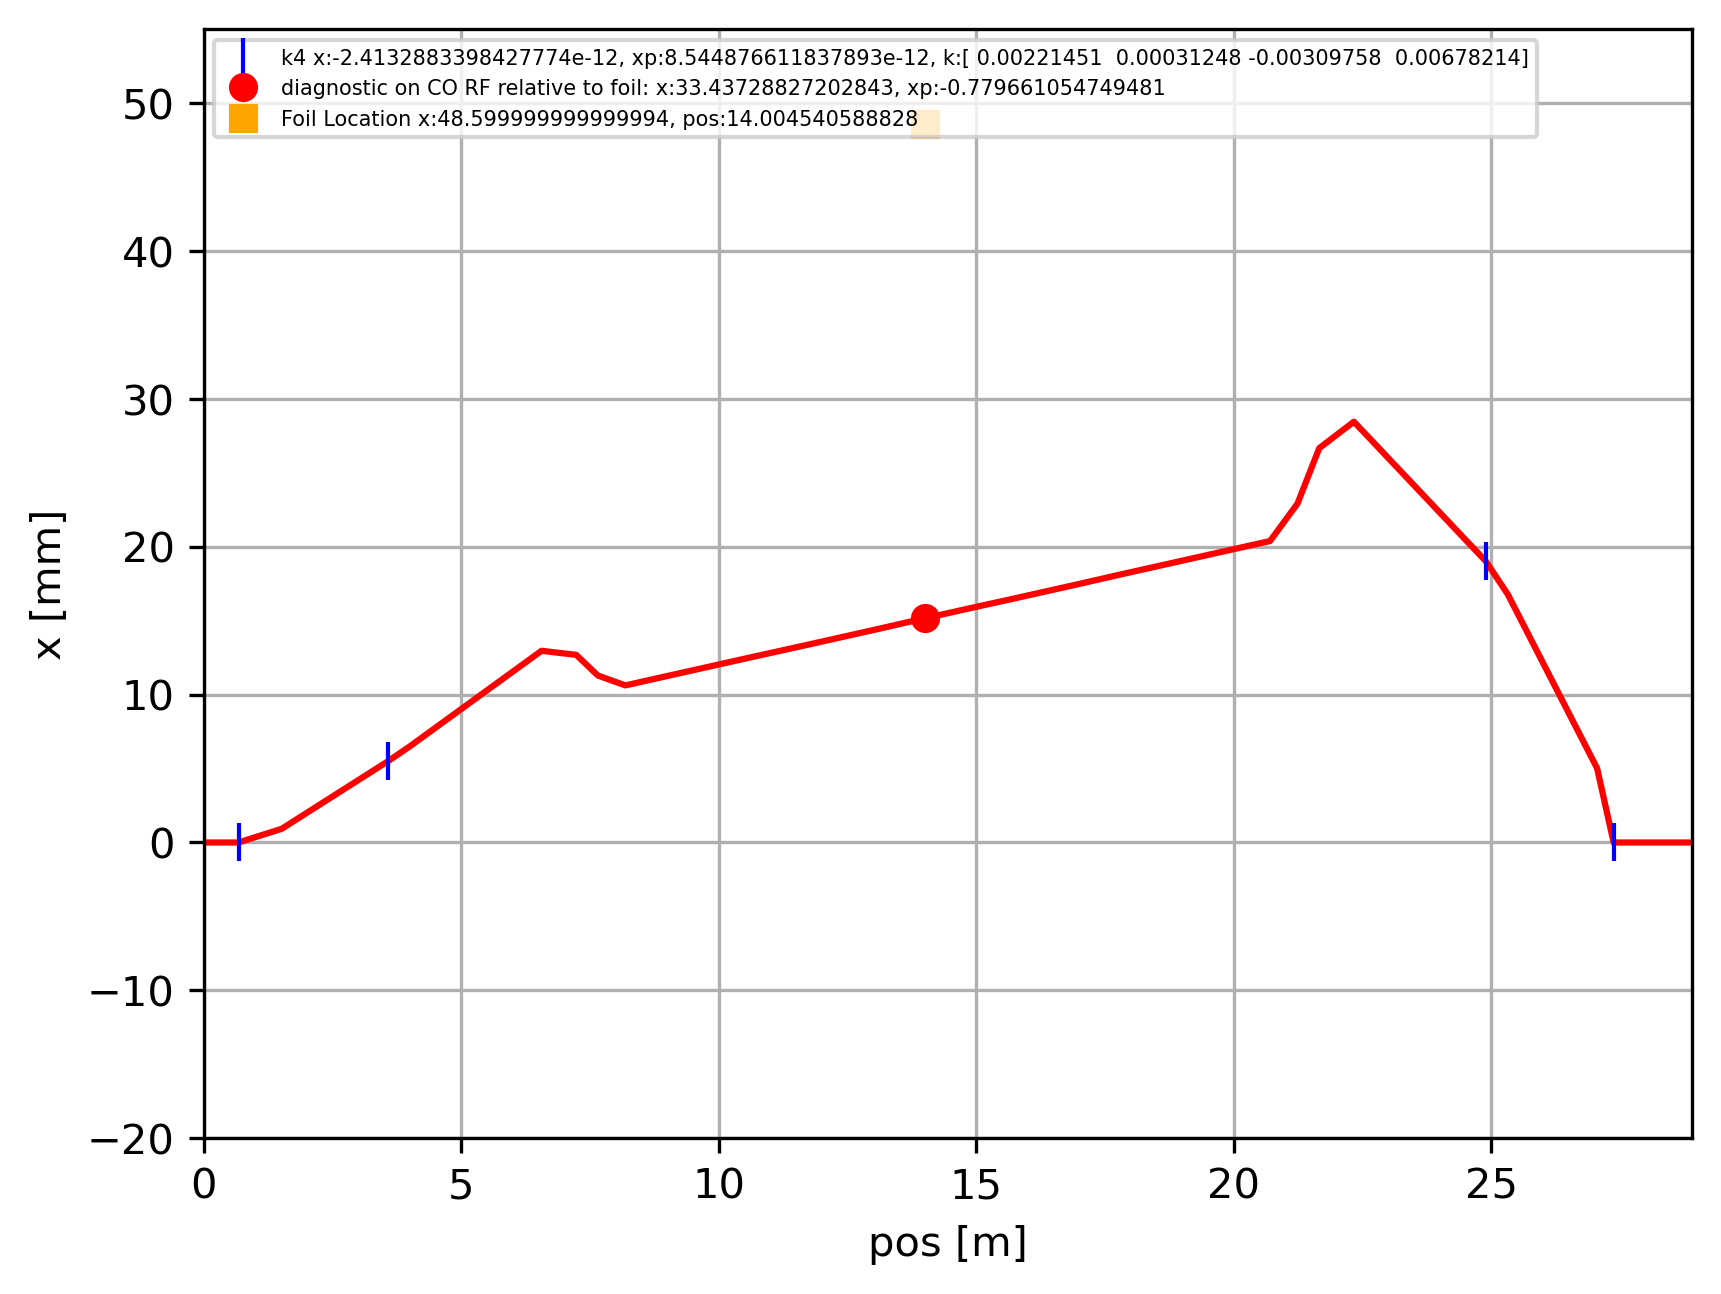 k4 x:-2.4132883398427774e-12, xp:8.544876611837893e-12, k:[ 0.00221451  0.00031248 -0.00309758  0.00678214]
diagnostic on CO RF relative to foil: x:33.43728827202843, xp:-0.779661054749481
Foil Location x:48.599999999999994, pos:14.004540588828
50
40
30
20
10
0
−10
−20
x [mm]
0 5 10 15 20 25
pos [m]